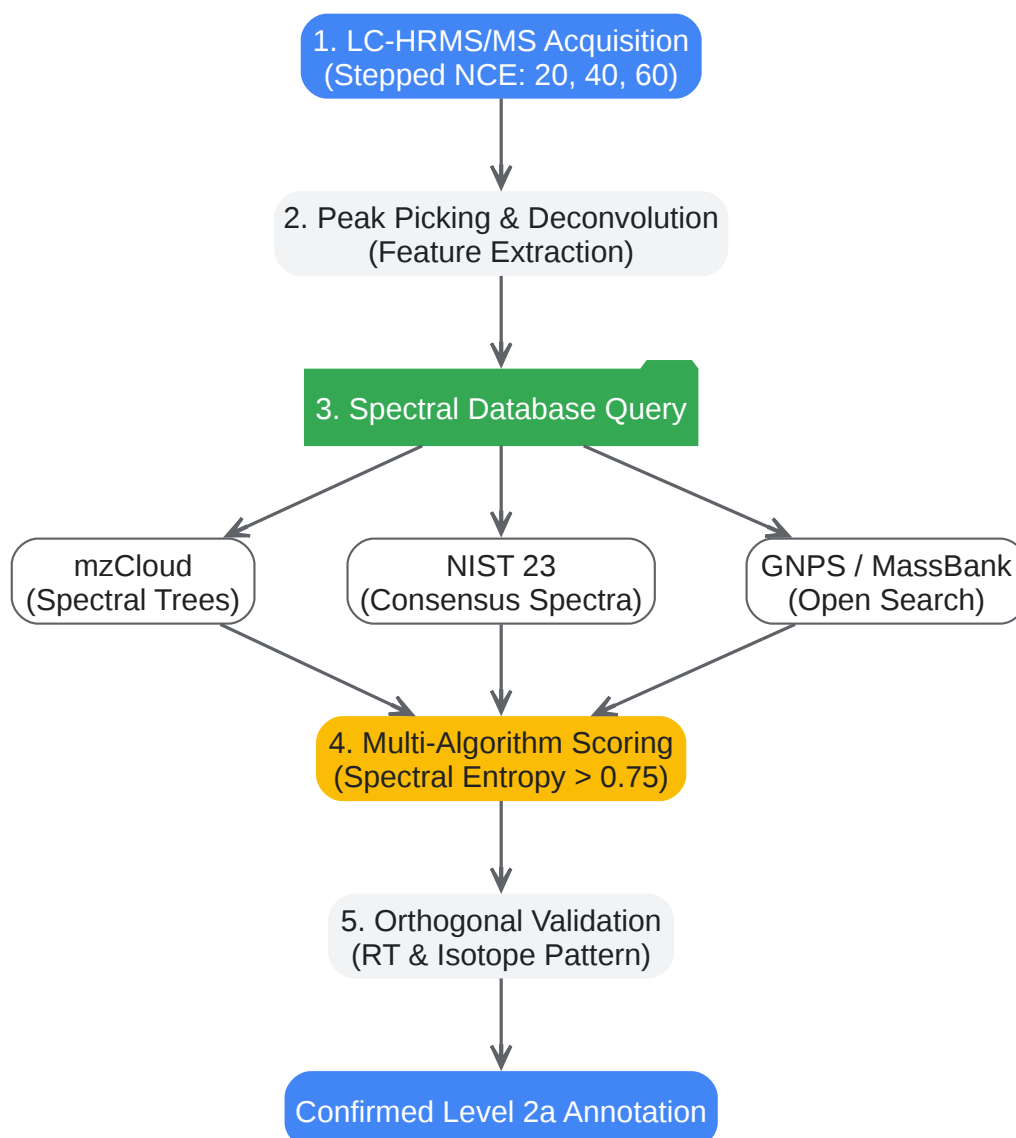 1. LC-HRMS/MS Acquisition
(Stepped NCE: 20, 40, 60)
2. Peak Picking & Deconvolution
(Feature Extraction)
3. Spectral Database Query
mzCloud
(Spectral Trees)
NIST 23
(Consensus Spectra)
GNPS / MassBank
(Open Search)
4. Multi-Algorithm Scoring
(Spectral Entropy > 0.75)
5. Orthogonal Validation
(RT & Isotope Pattern)
Confirmed Level 2a Annotation